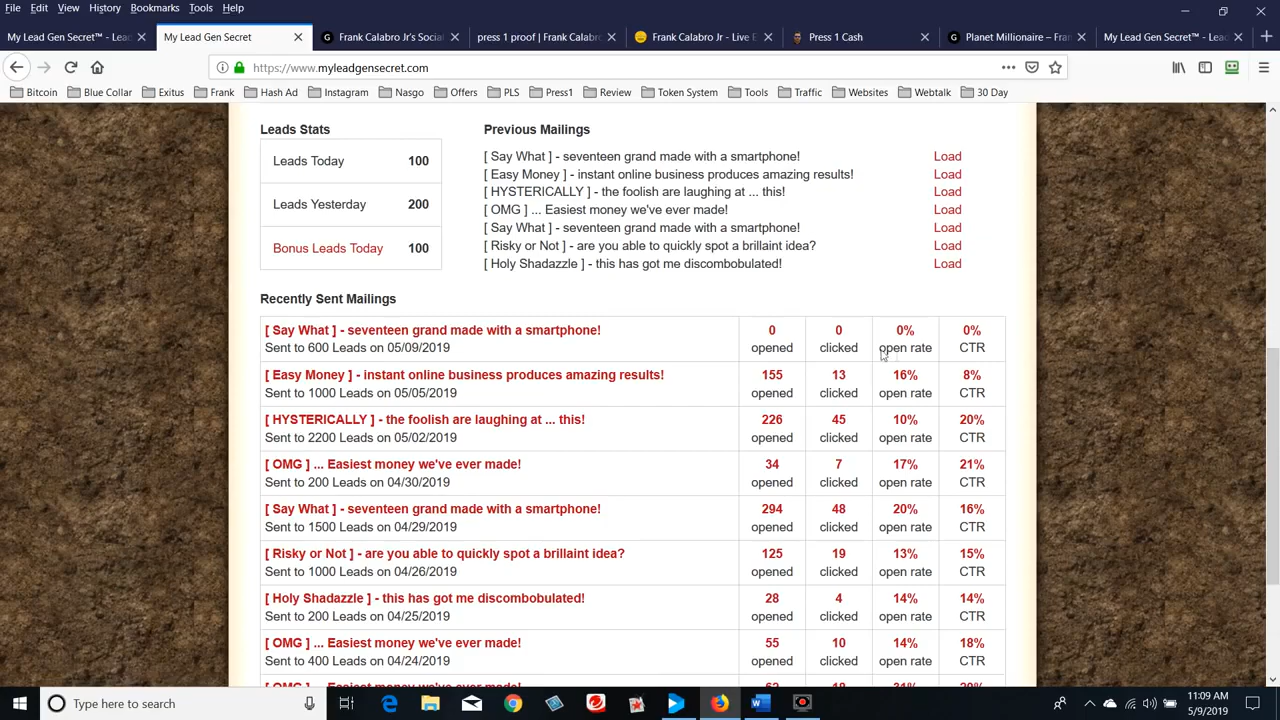 File Edit View History Bookmarks Tools Help
My Lead Gen Secret™ - Lead
My Lead Gen Secret
Frank Calabro Jr's Social
press 1 proof | Frank Calabro
Frank Calabro Jr - Live E
Press 1 Cash
Planet Millionaire – Fran
My Lead Gen Secret™ - Lead
https://www.myleadgensecret.com
Bitcoin Blue Collar Exitus Frank Hash Ad Instagram Nasgo Offers PLS Press1 Review Token System Tools Traffic Websites Webtalk 30 Day
Leads Stats
Leads Today 100
Leads Yesterday 200
Bonus Leads Today 100
Previous Mailings
[ Say What ] - seventeen grand made with a smartphone! Load
[ Easy Money ] - instant online business produces amazing results! Load
[ HYSTERICALLY ] - the foolish are laughing at ... this! Load
[ OMG ] ... Easiest money we've ever made! Load
[ Say What ] - seventeen grand made with a smartphone! Load
[ Risky or Not ] - are you able to quickly spot a brillaint idea? Load
[ Holy Shadazzle ] - this has got me discombobulated! Load
Recently Sent Mailings
[ Say What ] - seventeen grand made with a smartphone! 0 0 0% 0%
Sent to 600 Leads on 05/09/2019 opened clicked open rate CTR
[ Easy Money ] - instant online business produces amazing results! 155 13 16% 8%
Sent to 1000 Leads on 05/05/2019 opened clicked open rate CTR
[ HYSTERICALLY ] - the foolish are laughing at ... this! 226 45 10% 20%
Sent to 2200 Leads on 05/02/2019 opened clicked open rate CTR
[ OMG ] ... Easiest money we've ever made! 34 7 17% 21%
Sent to 200 Leads on 04/30/2019 opened clicked open rate CTR
[ Say What ] - seventeen grand made with a smartphone! 294 48 20% 16%
Sent to 1500 Leads on 04/29/2019 opened clicked open rate CTR
[ Risky or Not ] - are you able to quickly spot a brillaint idea? 125 19 13% 15%
Sent to 1000 Leads on 04/26/2019 opened clicked open rate CTR
[ Holy Shadazzle ] - this has got me discombobulated! 28 4 14% 14%
Sent to 200 Leads on 04/25/2019 opened clicked open rate CTR
[ OMG ] ... Easiest money we've ever made! 55 10 14% 18%
Sent to 400 Leads on 04/24/2019 opened clicked open rate CTR
Type here to search
11:09 AM
5/9/2019